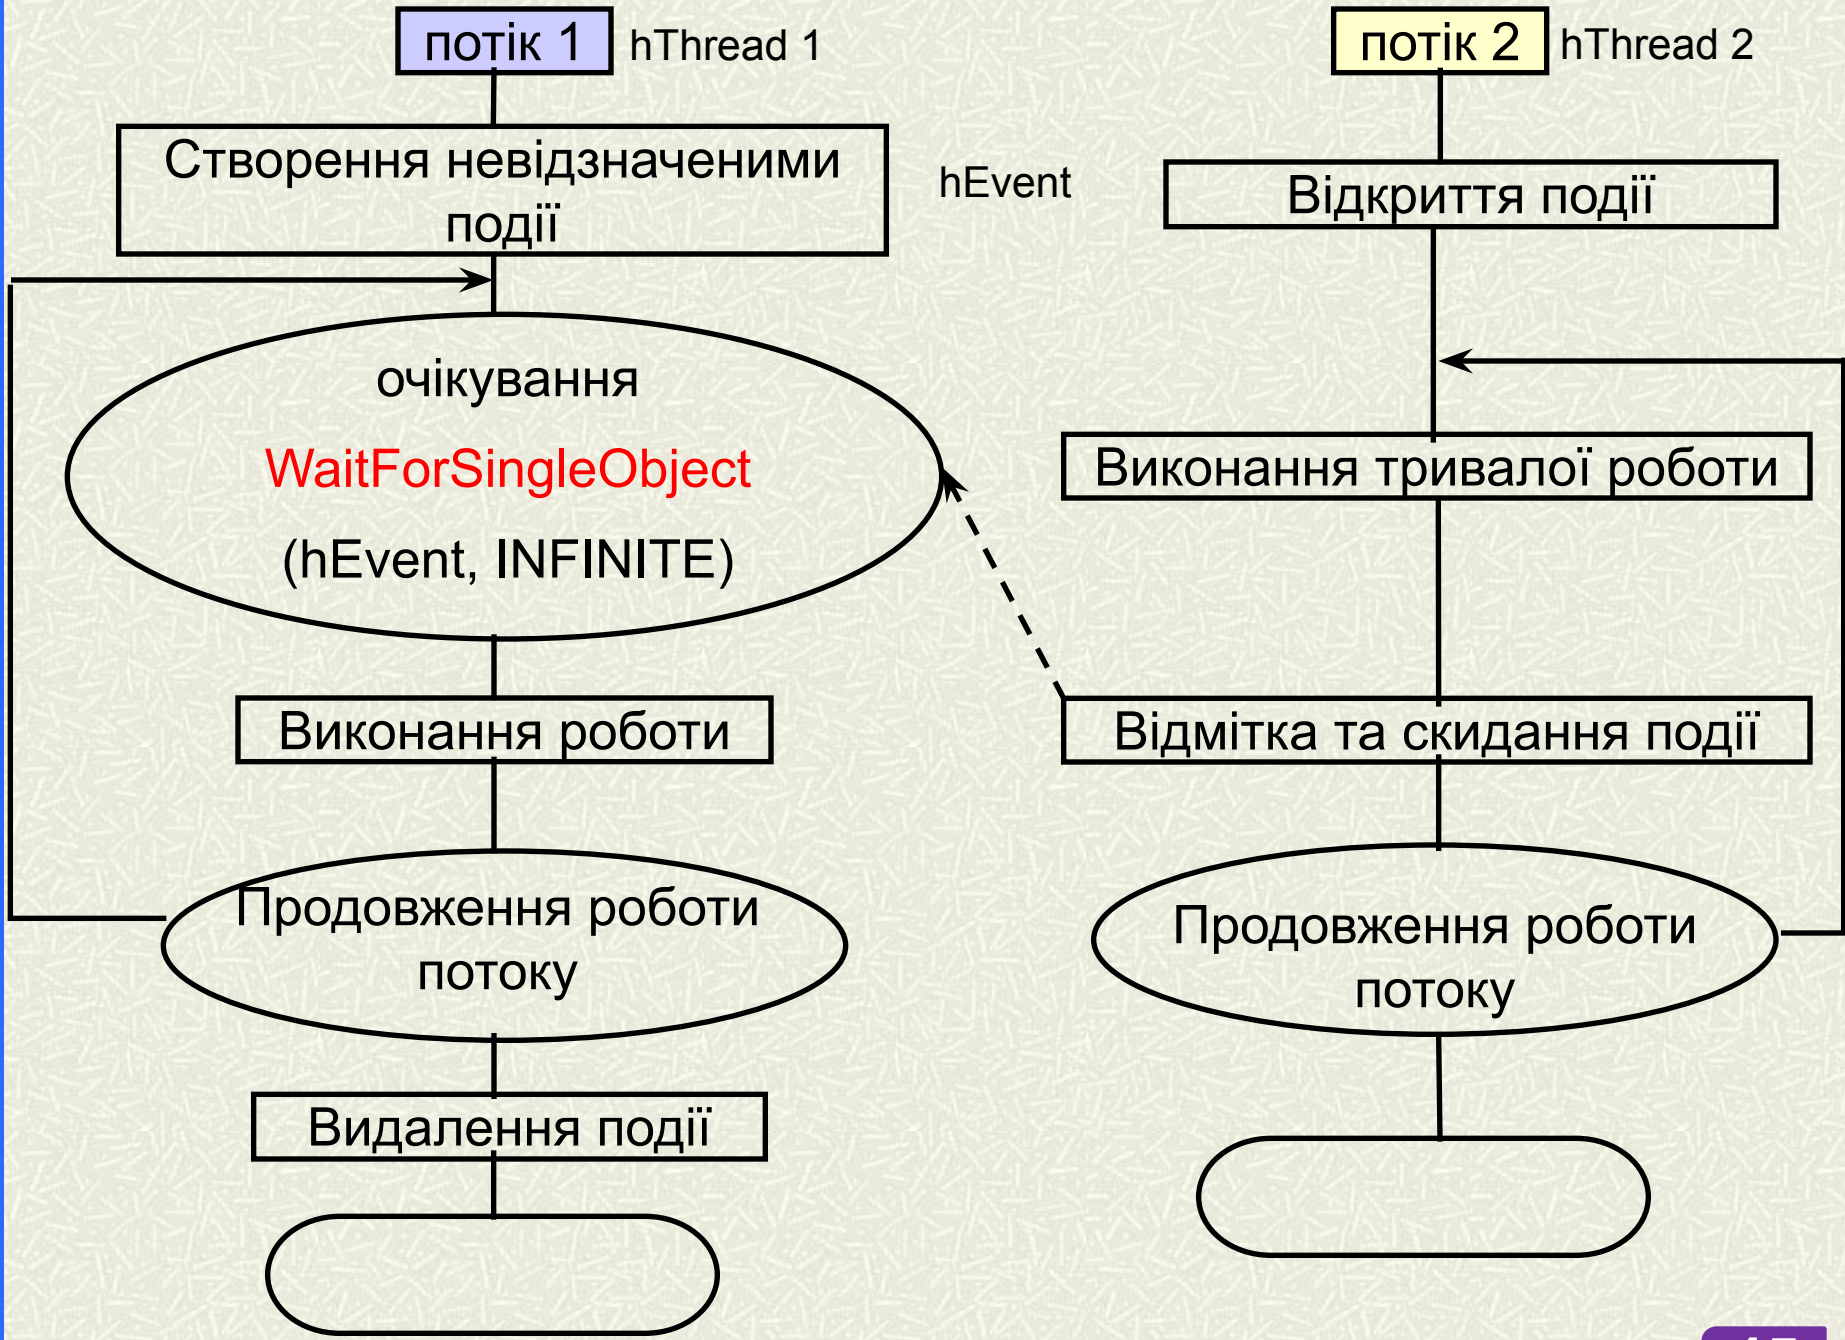 потік 1
hThread 1
Створення невідзначеними
події
hEvent
очікування
WaitForSingleObject
(hEvent, INFINITE)
Виконання роботи
Продовження роботи
потоку
Видалення події
потік 2
hThread 2
Відкриття події
Виконання тривалої роботи
Відмітка та скидання події
Продовження роботи
потоку